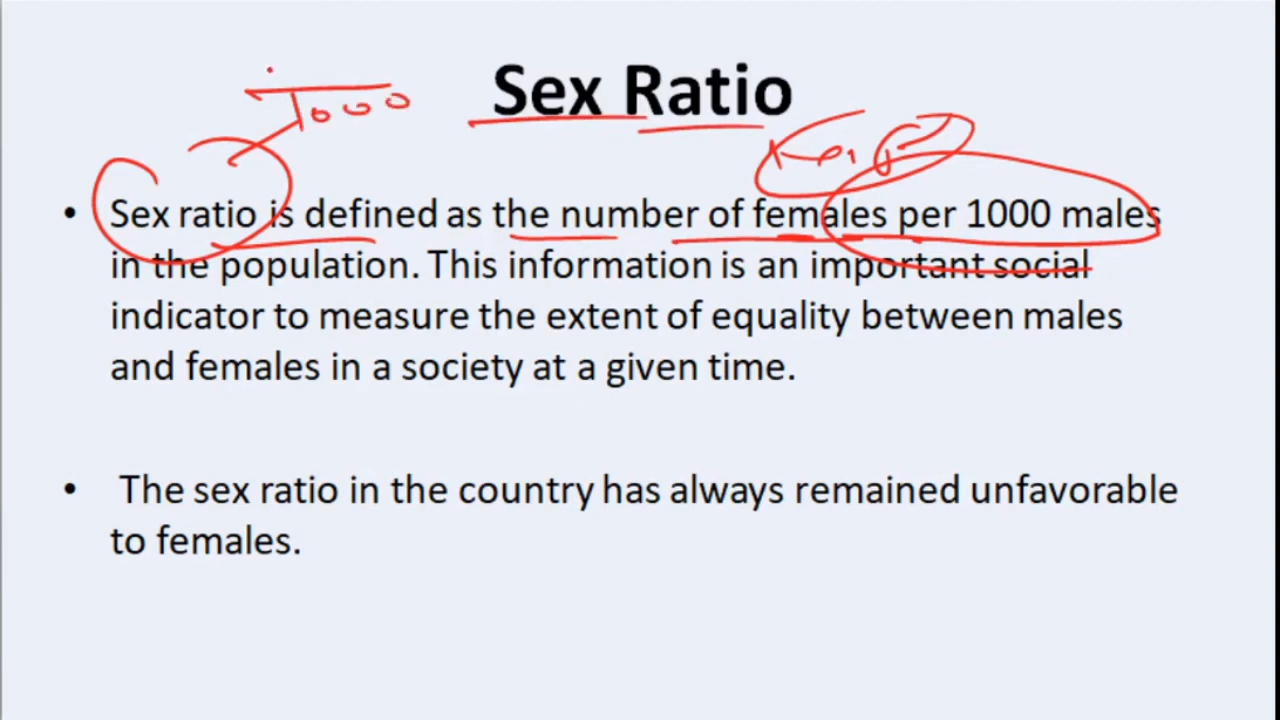 Sex Ratio
1000
• Sex ratio is defined as the number of females per 1000 males
in the population. This information is an important social
indicator to measure the extent of equality between males
and females in a society at a given time.
• The sex ratio in the country has always remained unfavorable
to females.